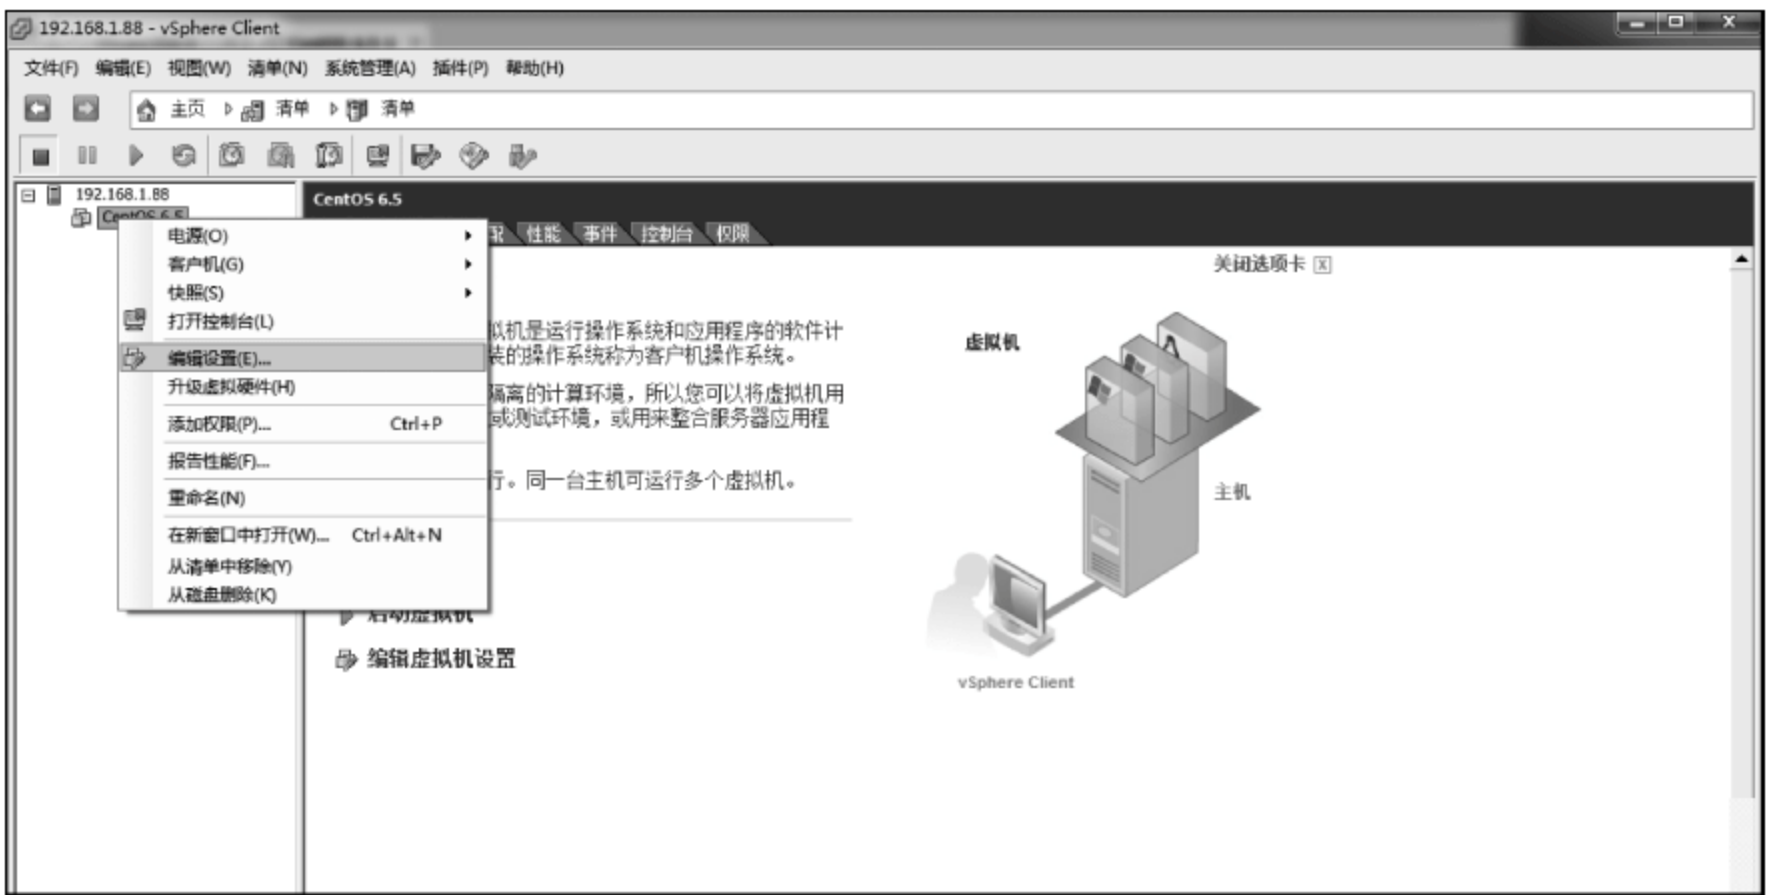 192.168.1.88 - vSphere Client
文件(F) 编辑(E) 视图(W) 清单(N) 系统管理(A) 插件(P) 帮助(H)
主页 清单 清单
192.168.1.88
CentOS 6.5
CentOS 6.5
性能 事件 控制台 权限
关闭选项卡
电源(O)
客户机(G)
快照(S)
打开控制台(L)
编辑设置(E)...
升级虚拟硬件(H)
添加权限(P)... Ctrl+P
报告性能(F)...
重命名(N)
在新窗口中打开(W)... Ctrl+Alt+N
从清单中移除(Y)
从磁盘删除(K)
拟机是运行操作系统和应用程序的软件计
装的操作系统称为客户机操作系统。
隔离的计算环境，所以您可以将虚拟机用
或测试环境，或用来整合服务器应用程
行。同一台主机可运行多个虚拟机。
启动虚拟机
编辑虚拟机设置
虚拟机
主机
vSphere Client